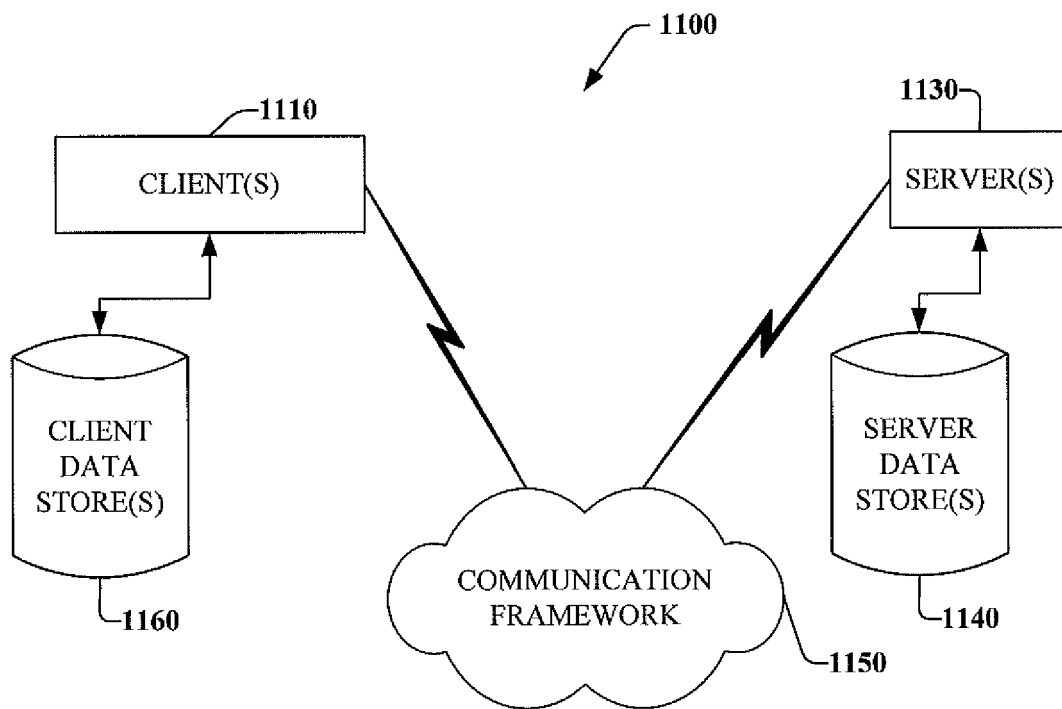 1100
1110
1130
CLIENT(S)
SERVER(S)
CLIENT
DATA
STORE(S)
SERVER
DATA
STORE(S)
COMMUNICATION
FRAMEWORK
1160
1140
1150